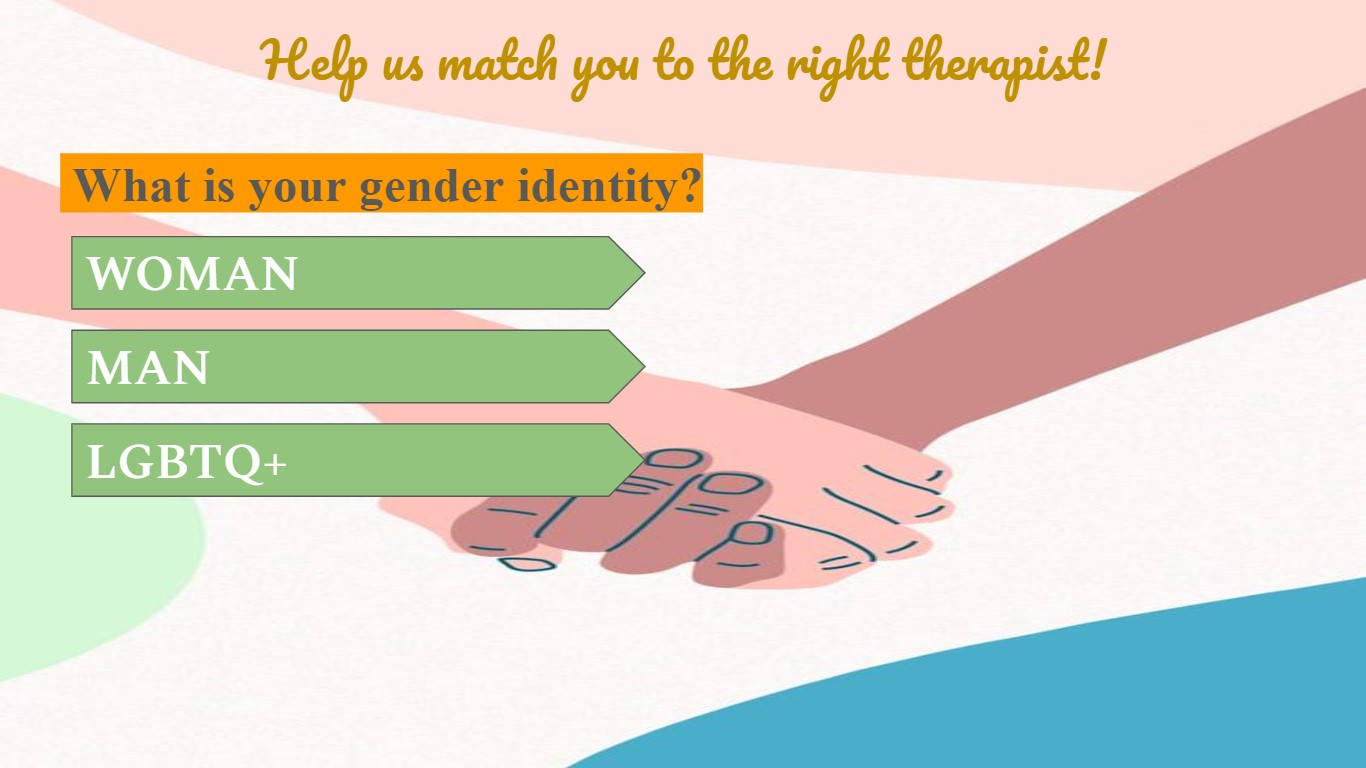 Help us match you to the right therapist!
What is your gender identity?
WOMAN
MAN
LGBTQ+